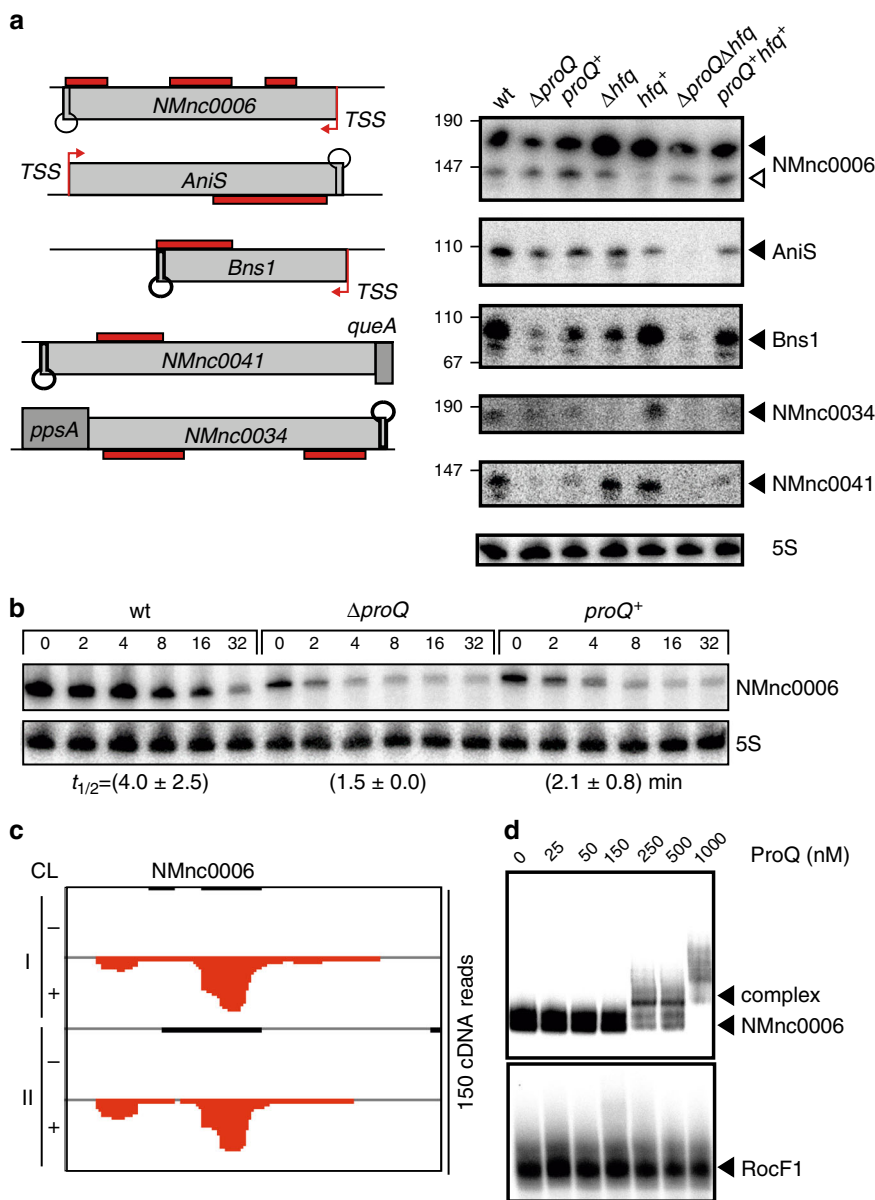 a
NMnc0006
TSS
TSS
AniS
Bns1
TSS
queA
NMnc0041
ppsA
NMnc0034
wt
ΔproQ
proQ+
Δhfq
hfq+
ΔproQΔhfq
proQ+hfq+
190
147
NMnc0006
110
AniS
110
67
Bns1
190
NMnc0034
147
NMnc0041
5S
b
wt ΔproQ proQ+
0 2 4 8 16 32 0 2 4 8 16 32 0 2 4 8 16 32
NMnc0006
5S
t1/2=(4.0 ± 2.5) (1.5 ± 0.0) (2.1 ± 0.8) min
c
CL NMnc0006
–
I
+
–
II
+
150 cDNA reads
d
0 25 50 150 250 500 1000 ProQ (nM)
complex
NMnc0006
RocF1